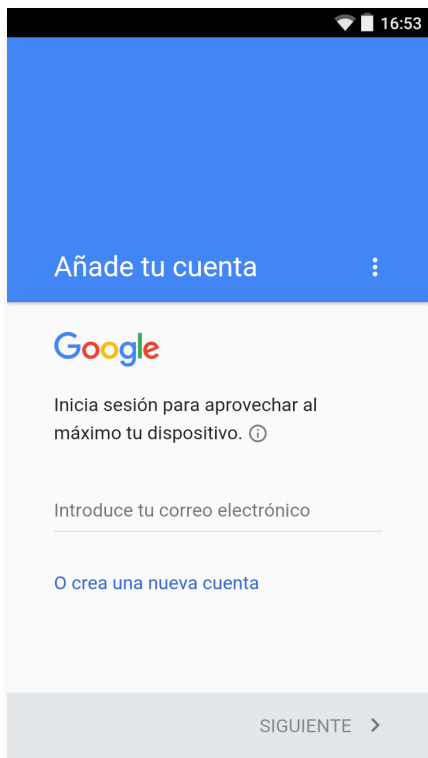 16:53
Añade tu cuenta
Google
Inicia sesión para aprovechar al
máximo tu dispositivo.
Introduce tu correo electrónico
O crea una nueva cuenta
SIGUIENTE